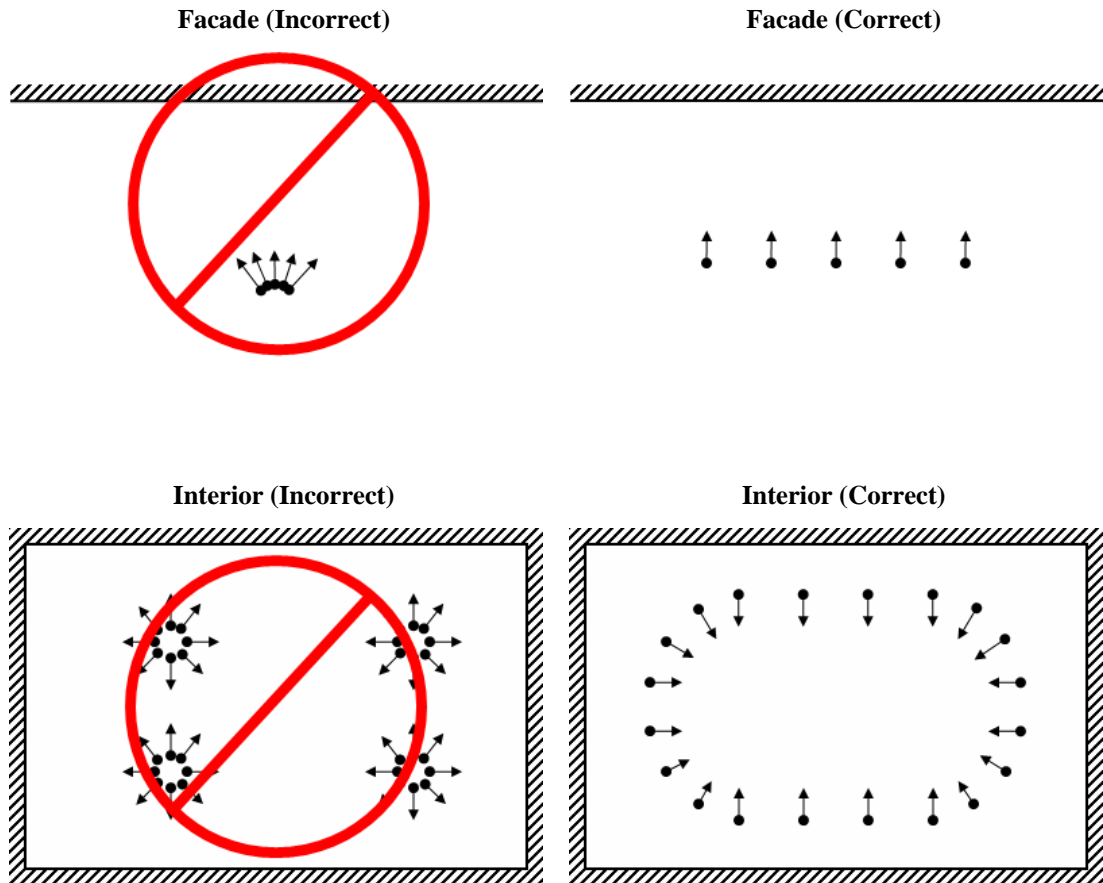 Facade (Incorrect)
Facade (Correct)
Interior (Incorrect)
Interior (Correct)